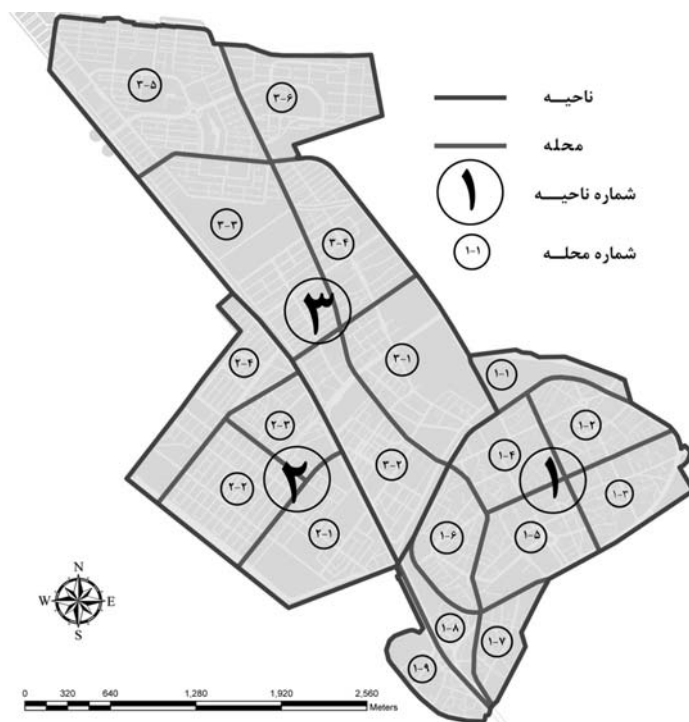 ۳-۵
۳-۶
ناحیــه
محله
۱
شماره ناحیــه
۱-۱
شماره محلــه
۳-۳
۳-۴
۳
۲-۴
۳-۱
۱-۱
۲-۳
۱-۲
۱-۴
۳-۲
۲
۱
۲-۲
۱-۳
۲-۱
۱-۶
۱-۵
N
W E
S
۱-۸
۱-۷
۱-۹
0 320 640 1,280 1,920 2,560
Meters